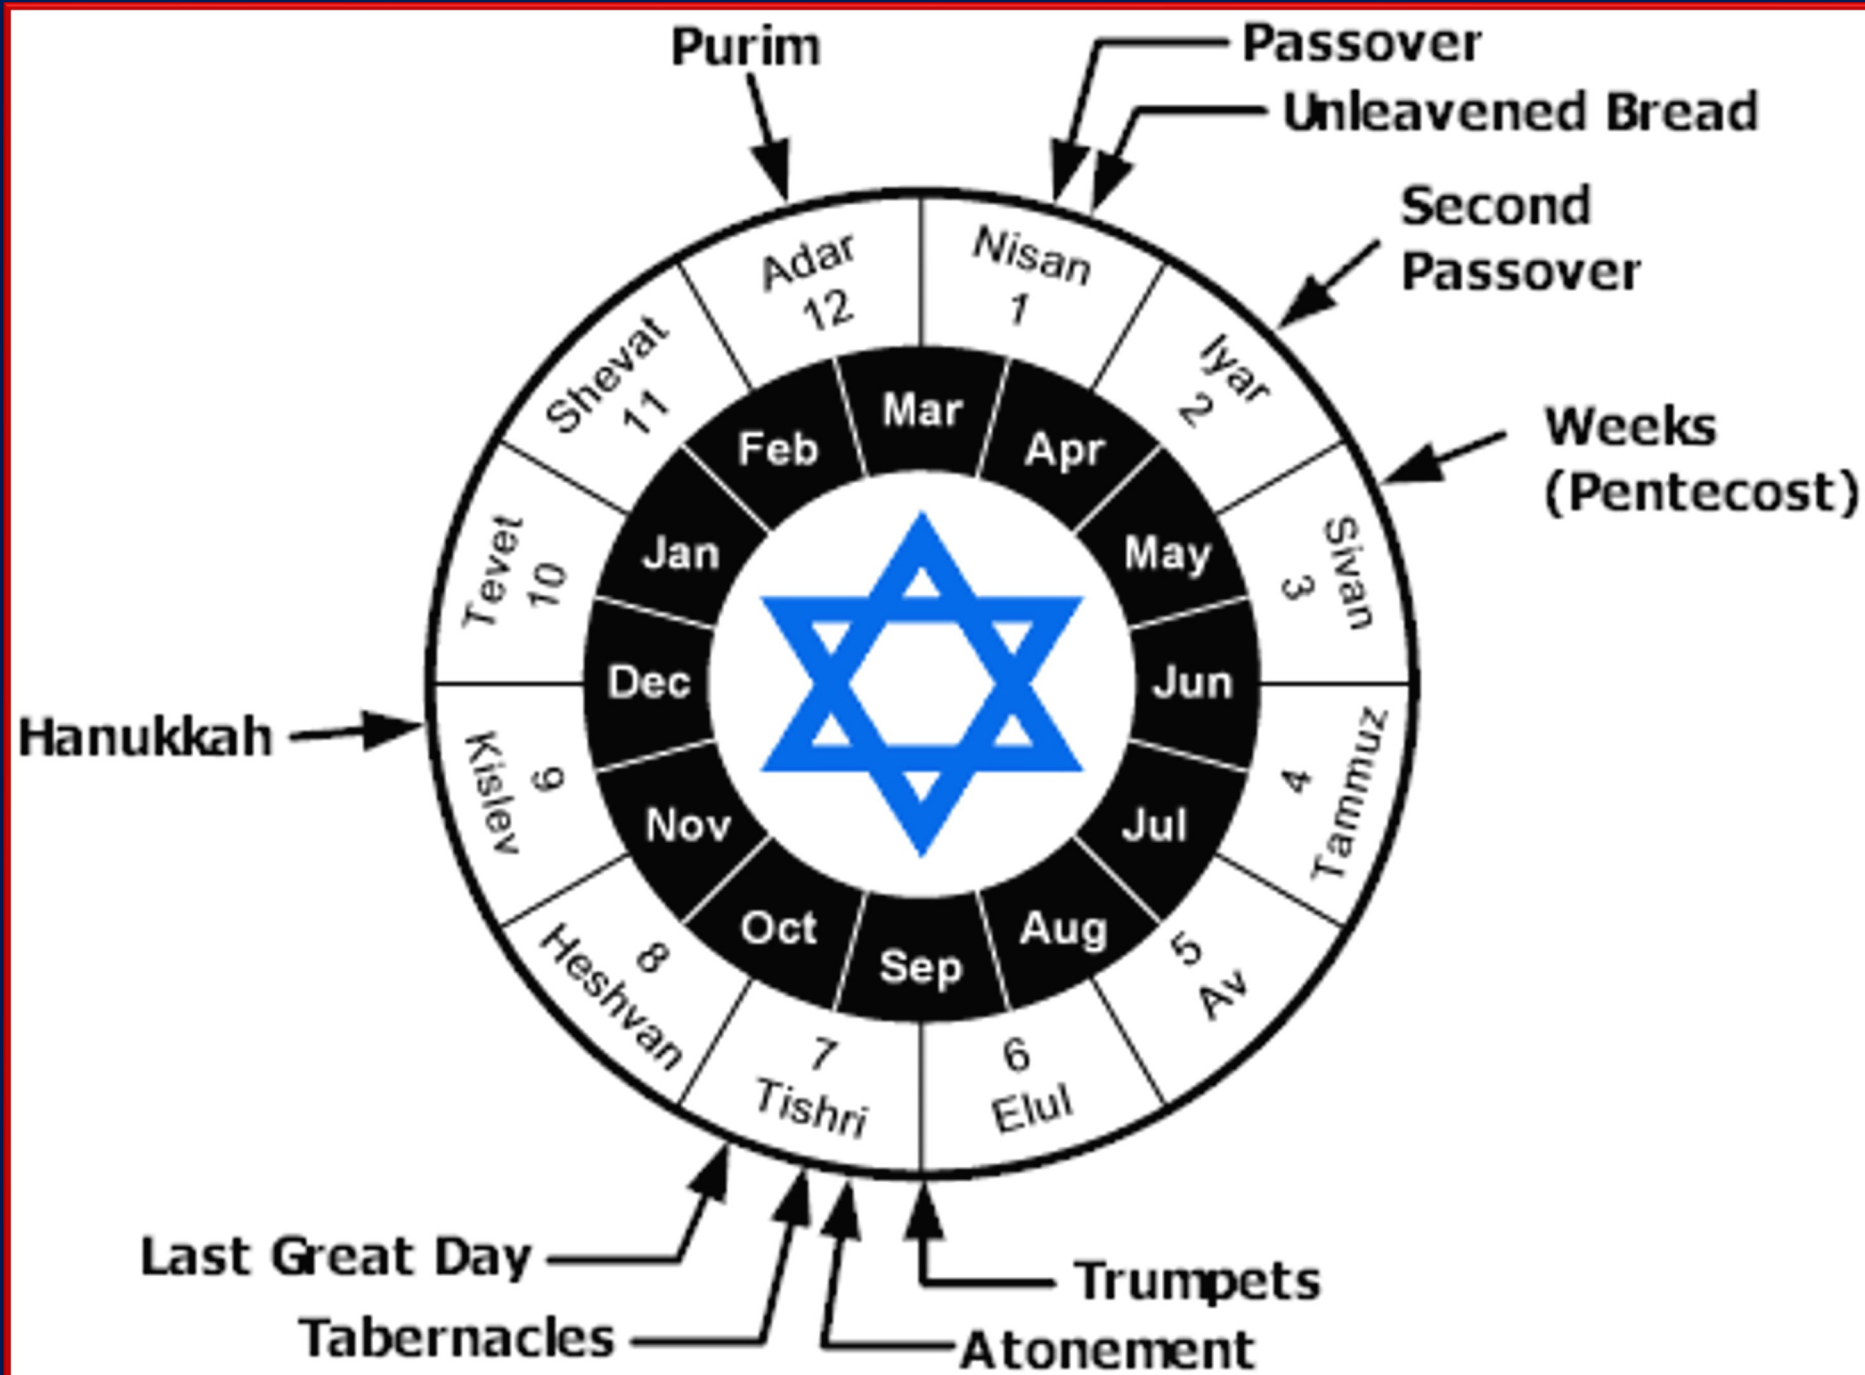 Purim
Passover
Unleavened Bread
Second
Passover
Weeks
(Pentecost)
Nisan
1
Iyar
2
Sivan
3
Tammuz
4
5
Av
6
Elul
7
Tishri
8
Heshvan
9
Kislev
Tevet
10
Shevat
11
Adar
12
Mar
Apr
May
Jun
Jul
Aug
Sep
Oct
Nov
Dec
Jan
Feb
Hanukkah
Last Great Day
Tabernacles
Trumpets
Atonement